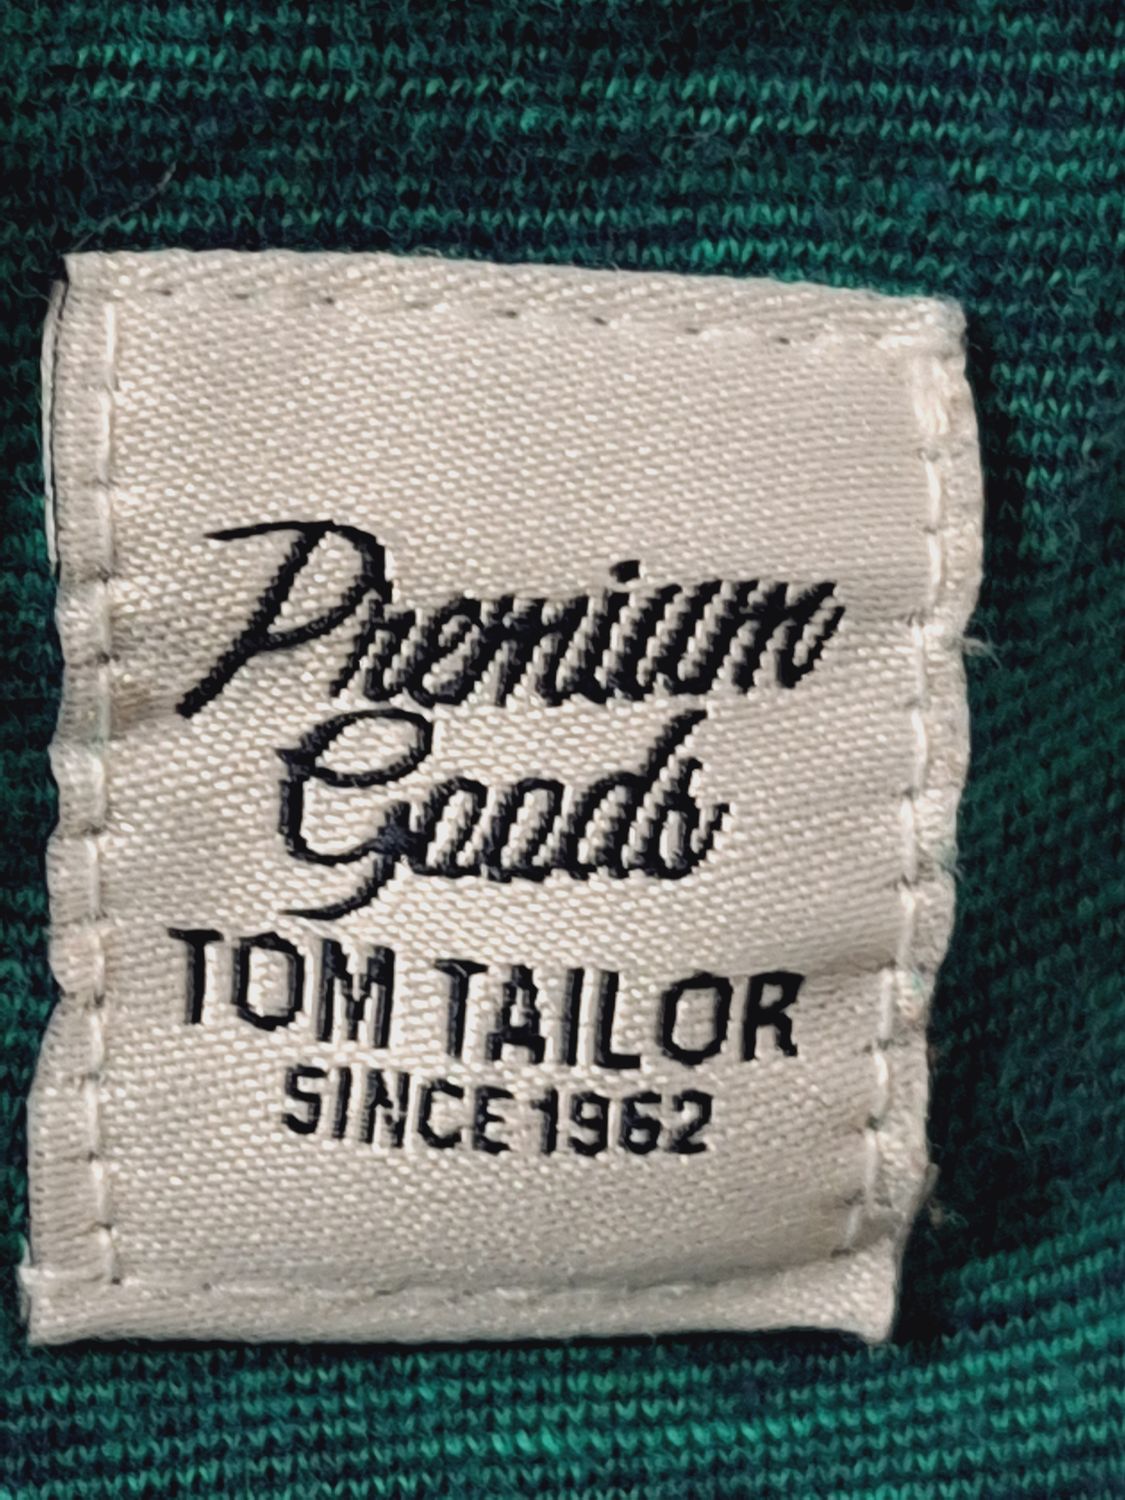 Premium
Goods
TOM TAILOR
SINCE 1962